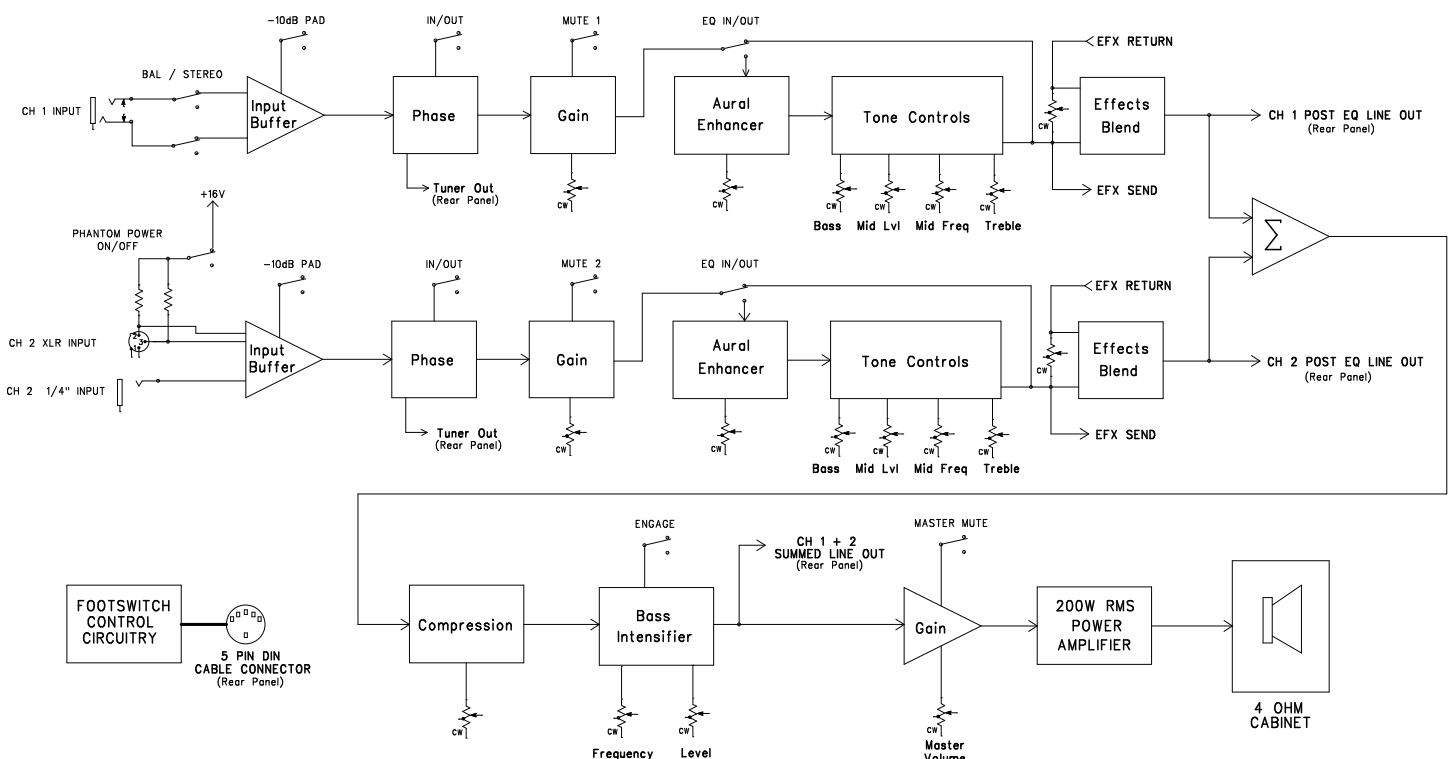 -10dB PAD
IN/OUT
MUTE 1
EQ IN/OUT
EFX RETURN
BAL / STEREO
CH 1 INPUT
Input
Buffer
Phase
Gain
Aural
Enhancer
Tone Controls
CW
Effects
Blend
CH 1 POST EQ LINE OUT
(Rear Panel)
Tuner Out
(Rear Panel)
CW
CW
CW
CW
CW
CW
EFX SEND
Bass
Mid Lvl
Mid Freq
Treble
+16V
PHANTOM POWER
ON/OFF
Σ
-10dB PAD
IN/OUT
MUTE 2
EQ IN/OUT
EFX RETURN
CH 2 XLR INPUT
2
3
1
CH 2 1/4" INPUT
Input
Buffer
Phase
Gain
Aural
Enhancer
Tone Controls
CW
Effects
Blend
CH 2 POST EQ LINE OUT
(Rear Panel)
Tuner Out
(Rear Panel)
CW
CW
CW
CW
CW
CW
EFX SEND
Bass
Mid Lvl
Mid Freq
Treble
ENGAGE
CH 1 + 2
SUMMED LINE OUT
(Rear Panel)
MASTER MUTE
FOOTSWITCH
CONTROL
CIRCUITRY
5 PIN DIN
CABLE CONNECTOR
(Rear Panel)
Compression
Bass
Intensifier
Gain
200W RMS
POWER
AMPLIFIER
4 OHM
CABINET
CW
CW
CW
CW
Frequency
Level
Master
Volume